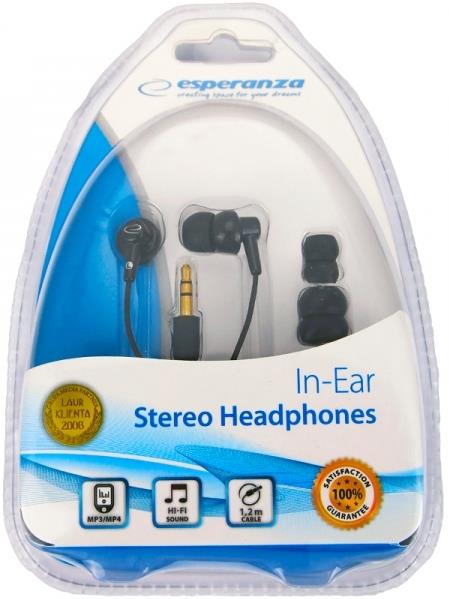 esperanza
creating space for your dreams
In-Ear
Stereo Headphones
LAUR
KLIENTA
2008
MP3/MP4
HI-FI
SOUND
1,2 m
CABLE
SATISFACTION
100%
GUARANTEE